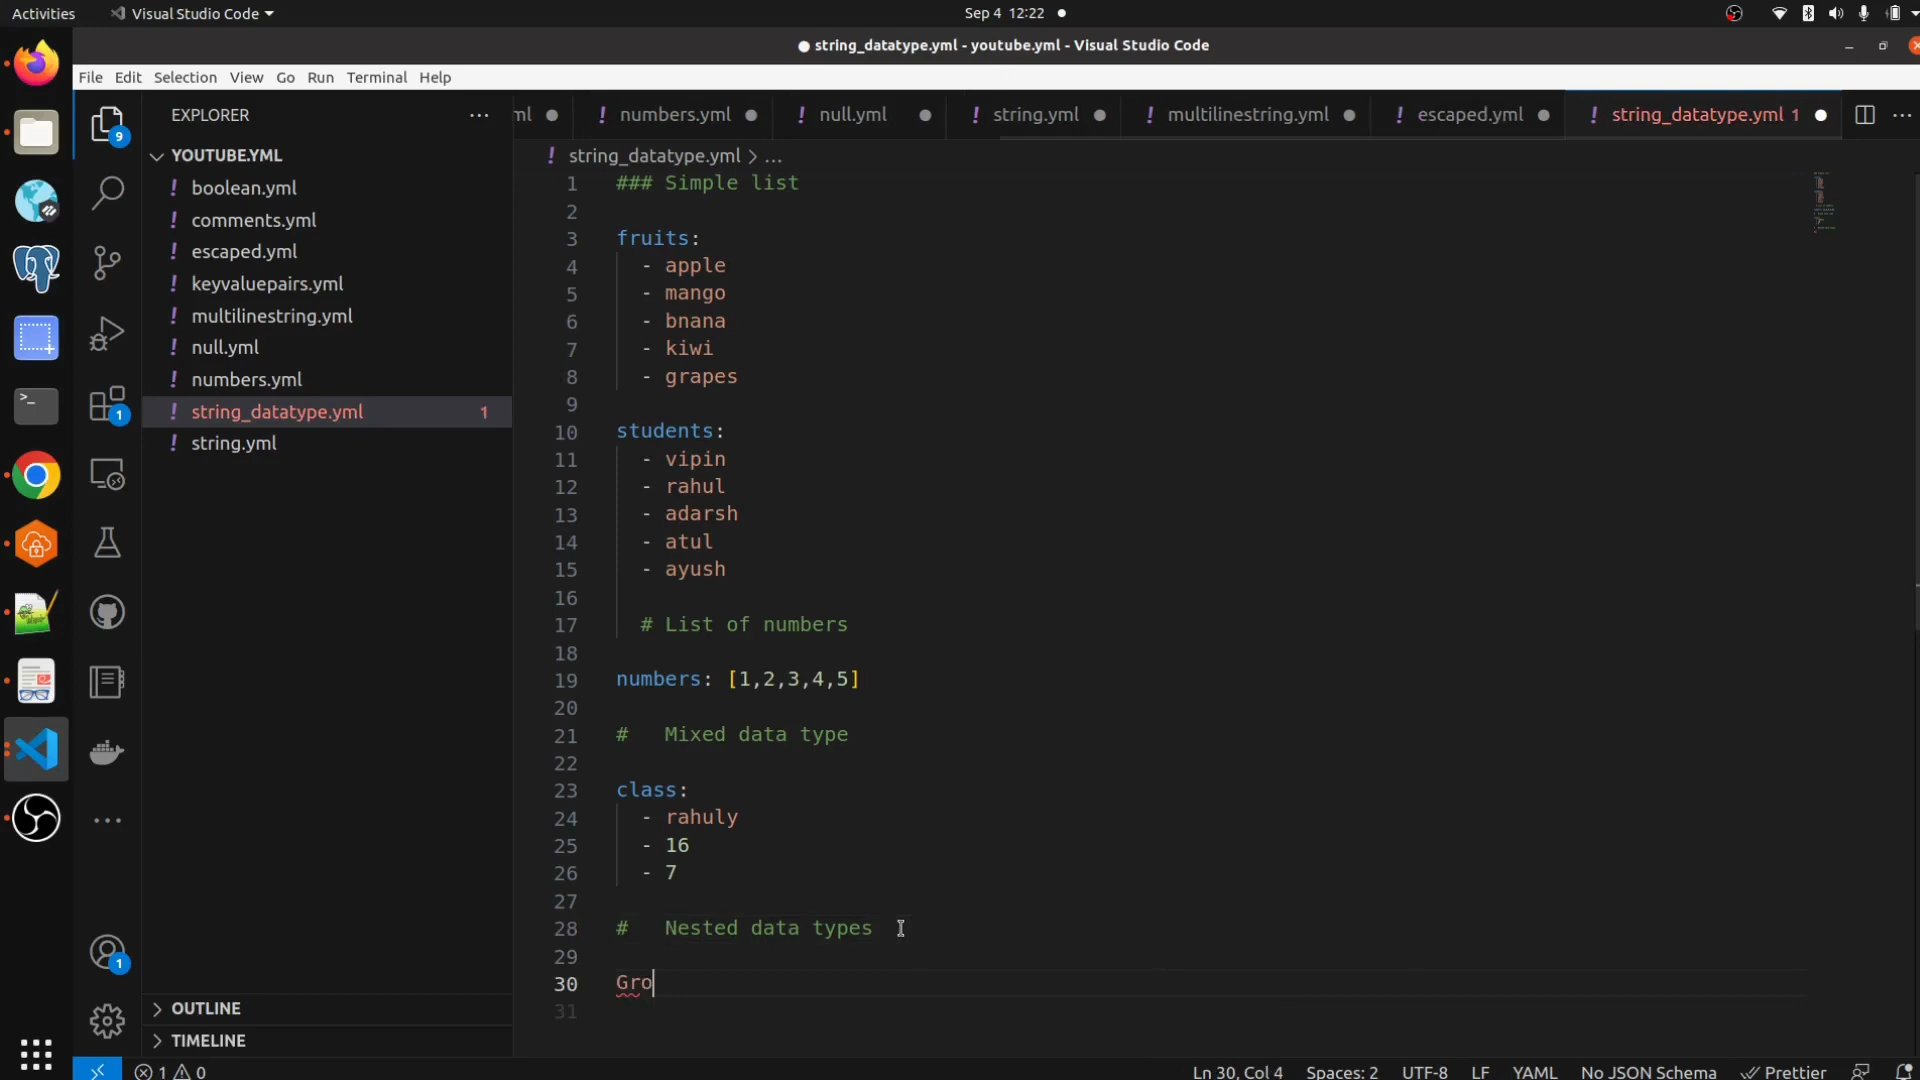 Activities Visual Studio Code Sep 4 12:22
string_datatype.yml - youtube.yml - Visual Studio Code
File Edit Selection View Go Run Terminal Help
EXPLORER
ml numbers.yml null.yml string.yml multilinestring.yml escaped.yml string_datatype.yml 1
9
string_datatype.yml > ...
YOUTUBE.YML
boolean.yml
comments.yml
escaped.yml
keyvaluepairs.yml
multilinestring.yml
null.yml
numbers.yml
string_datatype.yml 1
string.yml
1
1
OUTLINE
TIMELINE
1 ### Simple list
2
3 fruits:
4 - apple
5 - mango
6 - bnana
7 - kiwi
8 - grapes
9
10 students:
11 - vipin
12 - rahul
13 - adarsh
14 - atul
15 - ayush
16
17 # List of numbers
18
19 numbers: [1,2,3,4,5]
20
21 #   Mixed data type
22
23 class:
24 - rahuly
25 - 16
26 - 7
27
28 #   Nested data types
29
30 Gro
31
1 0 Ln 30, Col 4 Spaces: 2 UTF-8 LF YAML No JSON Schema Prettier